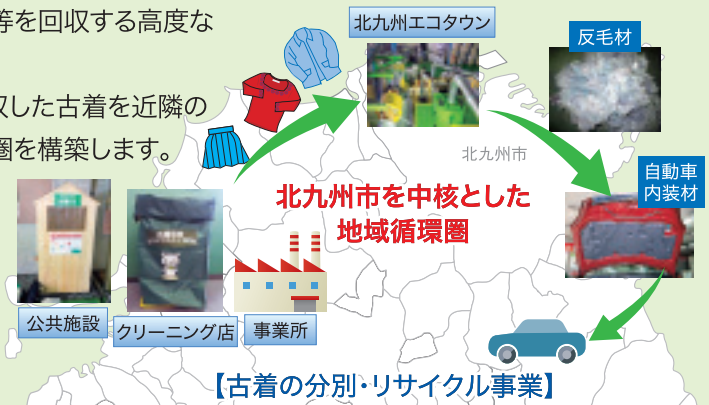 等を回収する高度な
収した古着を近隣の
圏を構築します。
北九州エコタウン
反毛材
北九州市
自動車
内装材
北九州市を中核とした
地域循環圏
公共施設
クリーニング店
事業所
【古着の分別・リサイクル事業】